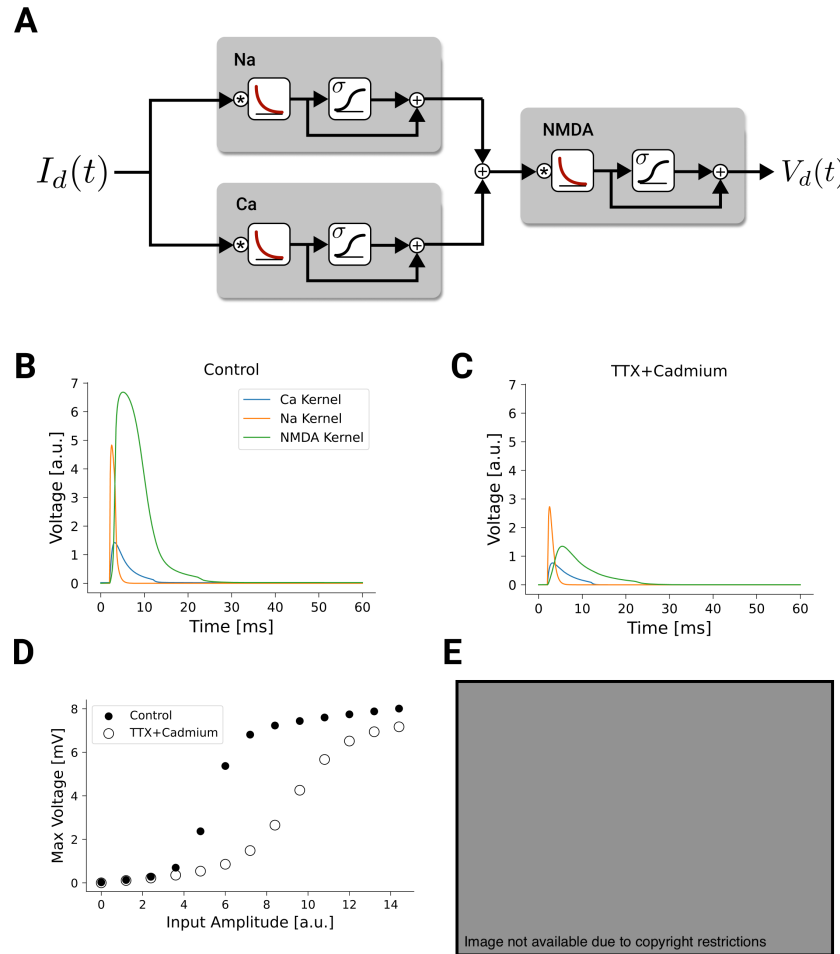 A
Na
σ
NMDA
I_d(t)
σ
V_d(t)
Ca
σ
B
Control
C
TTX+Cadmium
7
6
5
4
3
2
1
0
Voltage [a.u.]
Ca Kernel
Na Kernel
NMDA Kernel
0 10 20 30 40 50 60
Time [ms]
7
6
5
4
3
2
1
0
Voltage [a.u.]
0 10 20 30 40 50 60
Time [ms]
D
8
6
4
2
0
Max Voltage [mV]
Control
TTX+Cadmium
0 2 4 6 8 10 12 14
Input Amplitude [a.u.]
E
Image not available due to copyright restrictions